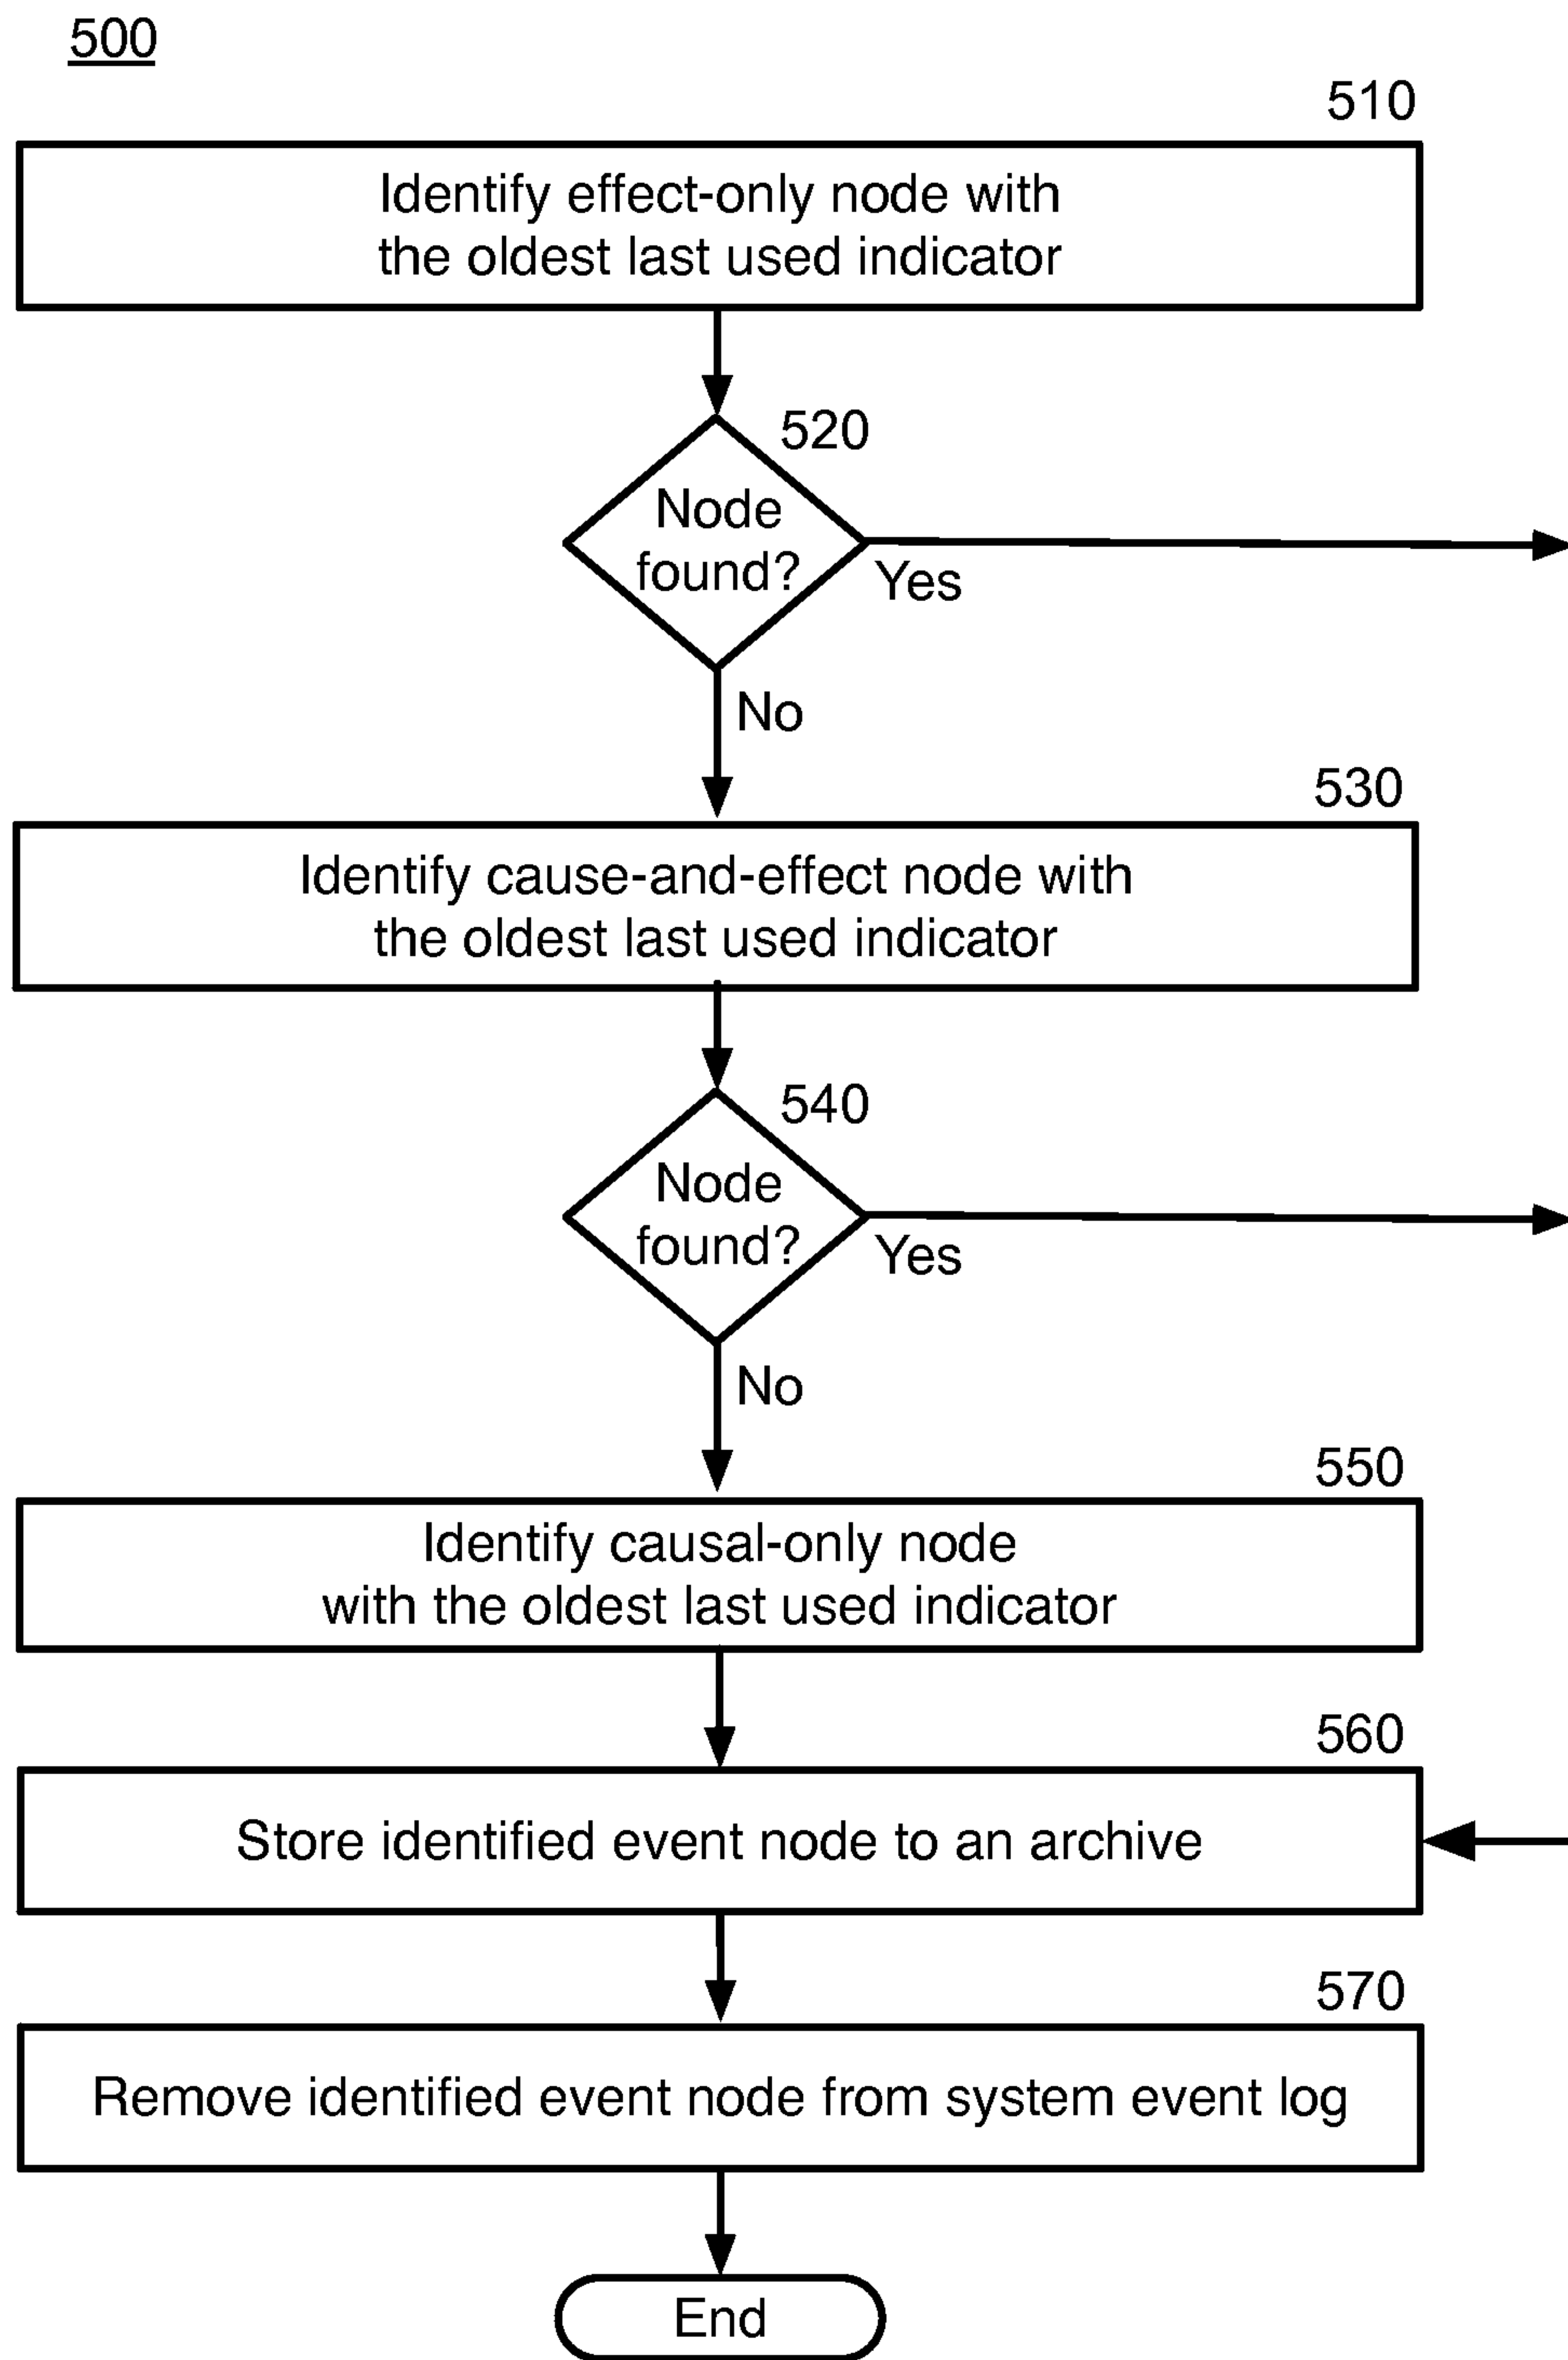 500
510
Identify effect-only node with
the oldest last used indicator
520
Node
found?
Yes
No
530
Identify cause-and-effect node with
the oldest last used indicator
540
Node
found?
Yes
No
550
Identify causal-only node
with the oldest last used indicator
560
Store identified event node to an archive
570
Remove identified event node from system event log
End